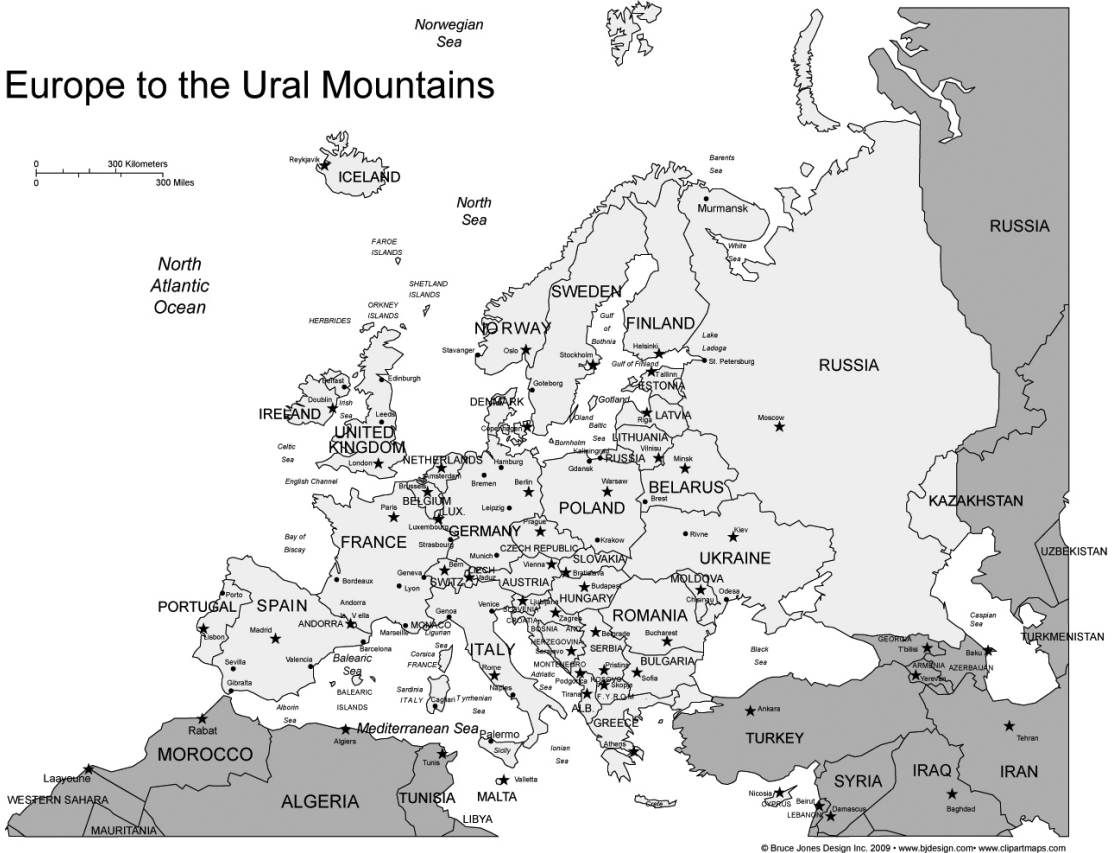 Norwegian
Sea
Europe to the Ural Mountains
0
300 Kilometers
0
300 Miles
Reykjavik
ICELAND
Barents
Sea
Murmansk
North
Sea
RUSSIA
White
Sea
FAROE
ISLANDS
North
Atlantic
Ocean
SHETLAND
ISLANDS
ORKNEY
ISLANDS
HERBRIDES
SWEDEN
NORWAY
FINLAND
Gulf
of
Bothnia
Lake
Ladoga
Helsinki
Stavanger
Oslo
Stockholm
St. Petersburg
Gulf of Finland
RUSSIA
Tallinn
ESTONIA
Belfast
Edinburgh
Goteborg
Doublin
Irish
Sea
DENMARK
Gotland
IRELAND
Leeds
Copenhagen
Oland
Baltic
Sea
Riga
LATVIA
Moscow
UNITED
KINGDOM
LITHUANIA
Celtic
Sea
Bornholm
Vilnisu
London
NETHERLANDS
Hamburg
Kaliningrad
RUSSIA
Minsk
Gdansk
English Channel
Amsterdam
Bremen
Berlin
Warsaw
BELARUS
Brussels
BELGIUM
Brest
KAZAKHSTAN
Paris
LUX.
Leipzig
POLAND
Luxembourg
GERMANY
Prague
Rivne
Kiev
FRANCE
Strasbourg
Krakow
Bay of
Biscay
CZECH REPUBLIC
Munich
UKRAINE
UZBEKISTAN
SLOVAKIA
Bern
Vienna
Bratislava
Geneva
LIECH
Vaduz
SWITZ
AUSTRIA
Budapest
MOLDOVA
Bordeaux
Lyon
HUNGARY
Chisinau
Odesa
Porto
Andorra
la Vella
PORTUGAL
SPAIN
Genoa
Venice
Ljubjana
SLOVENIA
Zagreb
CROATIA
ROMANIA
ANDORRA
MONACO
Marseille
Ligunan
Sea
BOSNIA AND
HERZEGOVINA
Belgrade
Bucharest
Caspian
Sea
Lisbon
Madrid
Barcelona
Sarajevo
SERBIA
TURKMENISTAN
GEORGIA
T'bilisi
Baku
Sevilla
Valencia
Balearic
Sea
Corsica
FRANCE
ITALY
Rome
MONTENEGRO
Pristina
KOSOVO
BULGARIA
Sofia
Black
Sea
ARMENIA
AZERBAIJAN
Yerevan
Gibralta
BALEARIC
ISLANDS
Sardinia
ITALY
Cagliari
Tyrrhenian
Sea
Naples
Adriatic
Sea
Podgorica
Skopje
F.Y.R.O.M
Tirana
ALB.
Alborin
Sea
Mediterranean Sea
Palermo
Sicily
Ionian
Sea
GREECE
Athens
Ankara
TURKEY
Tehran
Rabat
Algiers
MOROCCO
Tunis
Laayoune
Valletta
MALTA
Creta
Nicosia
CYPRUS
SYRIA
IRAQ
IRAN
WESTERN SAHARA
ALGERIA
TUNISIA
Beirut
LEBANON
Damascus
Baghdad
MAURITANIA
LIBYA
© Bruce Jones Design Inc. 2009 • www.bjdesign.com • www.clipartmaps.com